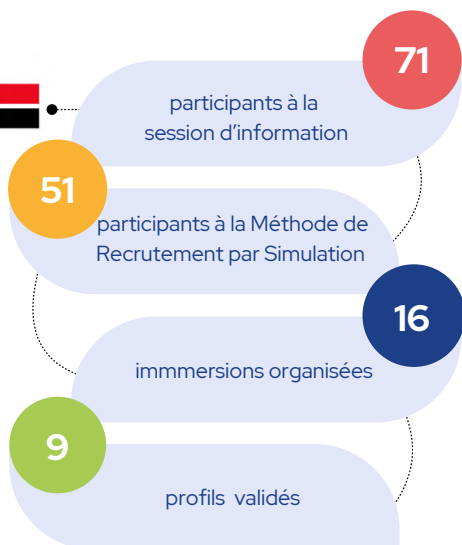 71
participants à la
session d’information
51
participants à la Méthode de
Recrutement par Simulation
16
immmersions organisées
9
profils validés